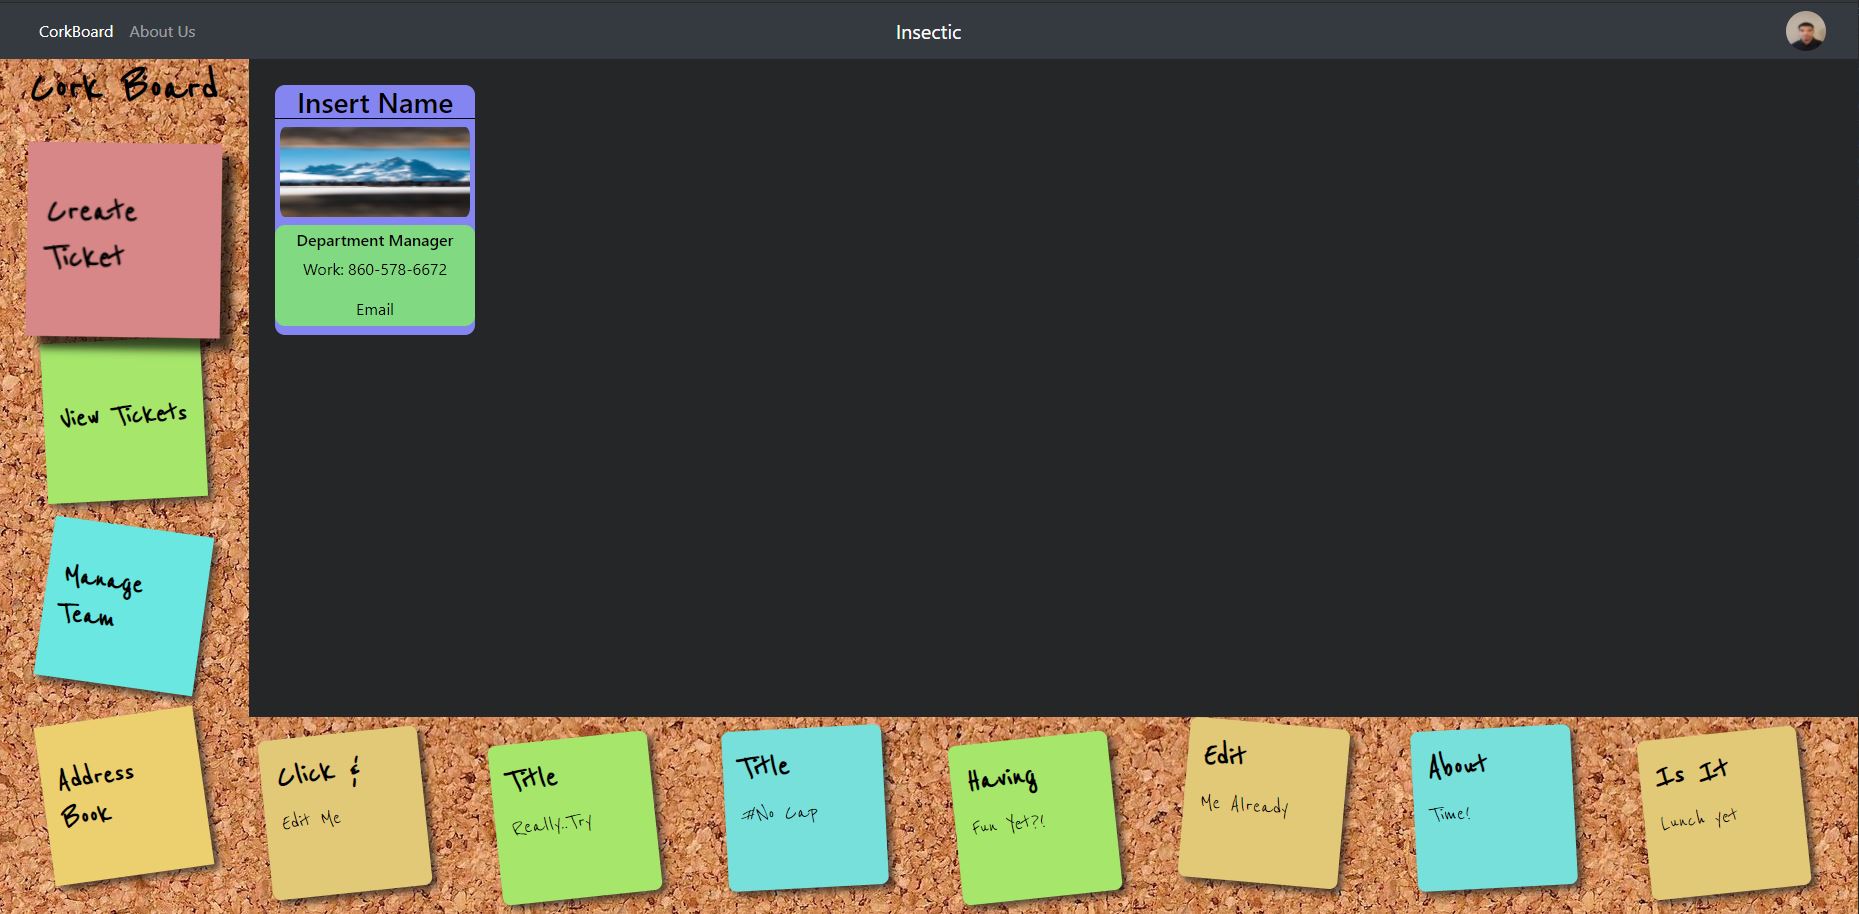 CorkBoard About Us
Insectic
Cork Board
Create
Ticket
View Tickets
Manage
Team
Address
Book
Insert Name
Department Manager
Work: 860-578-6672
Email
Click &
Edit Me
Title
Really..Try
Title
#No Cap
Having
Fun Yet?!
Edit
Me Already
About
Time!
Is It
Lunch yet